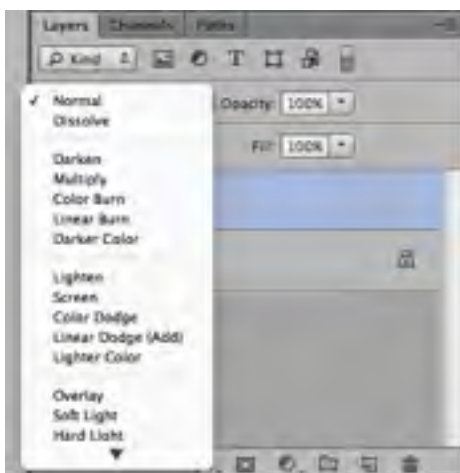 Layers Channels Paths
Kind
Normal
Opacity: 100%
Dissolve
Fill: 100%
Darken
Multiply
Color Burn
Linear Burn
Darker Color
Lighten
Screen
Color Dodge
Linear Dodge (Add)
Lighter Color
Overlay
Soft Light
Hard Light